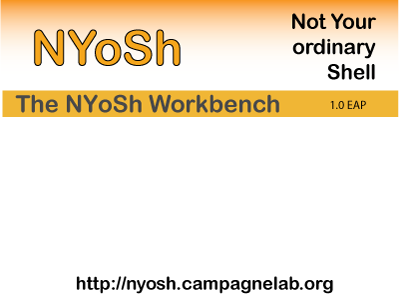 NYoSh
Not Your
ordinary
Shell
The NYoSh Workbench
1.0 EAP
http://nyosh.campagnelab.org